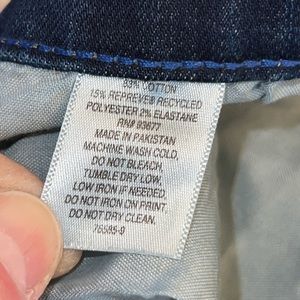 83% COTTON
15% REPREVE® RECYCLED
POLYESTER 2% ELASTANE
RN# 93677
MADE IN PAKISTAN
MACHINE WASH COLD,
DO NOT BLEACH,
TUMBLE DRY LOW,
LOW IRON IF NEEDED,
DO NOT IRON ON PRINT,
DO NOT DRY CLEAN.
76585-9